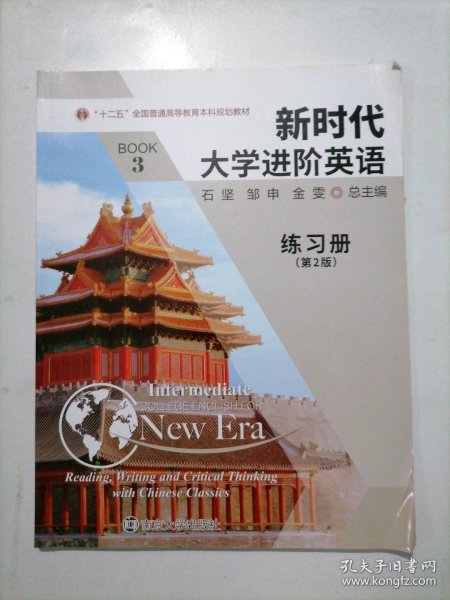 “十二五”全国普通高等教育本科规划教材
新时代
大学进阶英语
BOOK
3
石坚 邹申 金雯 ◎ 总主编
练习册
(第2版)
Intermediate
COLLEGE ENGLISH FOR
New Era
Reading, Writing and Critical Thinking
with Chinese Classics
南京大学出版社
孔夫子旧书网
www.kongfz.com